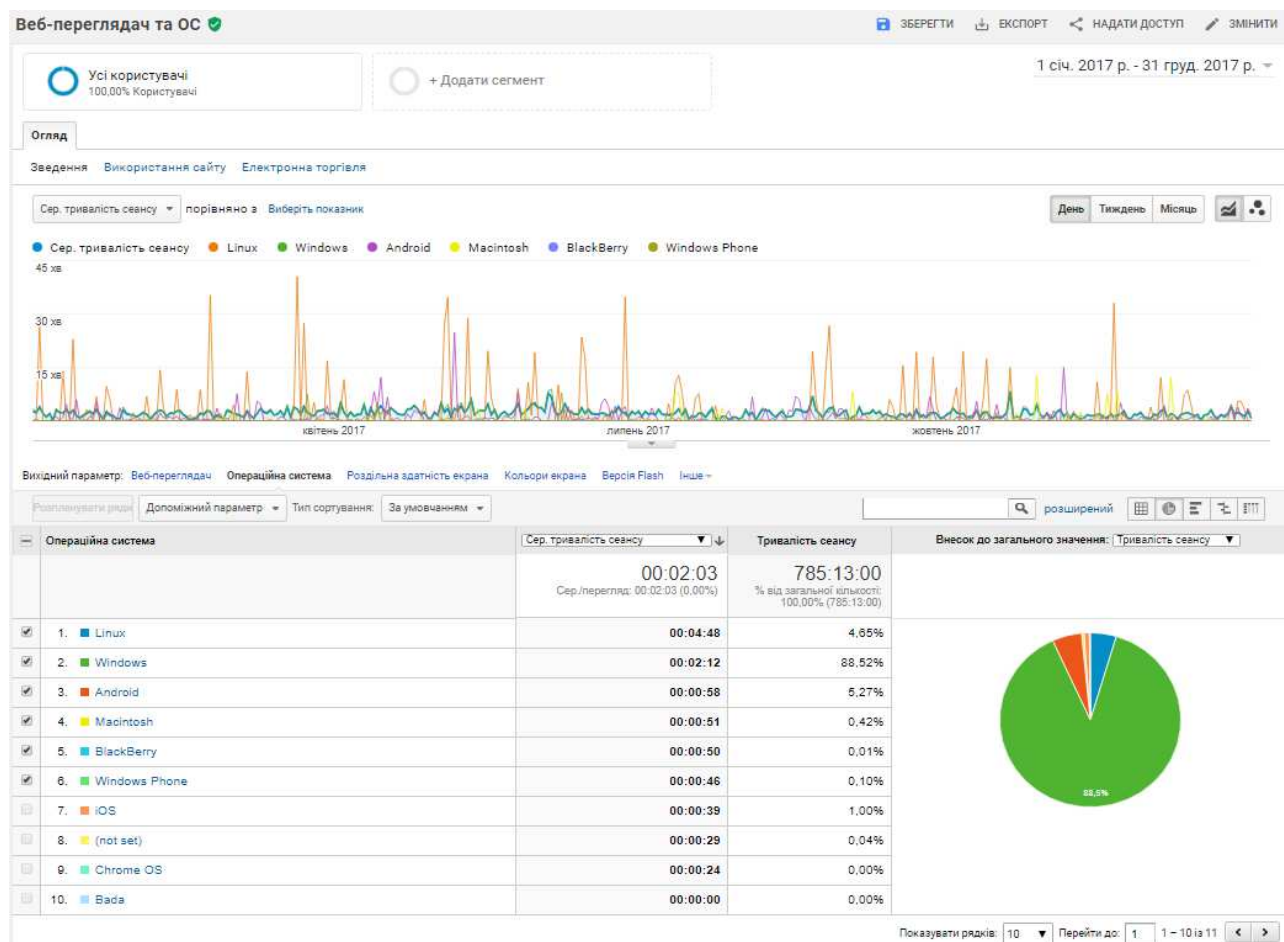 Веб-переглядач та ОС
ЗБЕРЕГТИ ЕКСПОРТ НАДАТИ ДОСТУП ЗМІНИТИ
Усі користувачі
100,00% Користувачі
+ Додати сегмент
1 січ. 2017 р. - 31 груд. 2017 р.
Огляд
Зведення Використання сайту Електронна торгівля
Сер. тривалість сеансу порівняно з Виберіть показник
День Тиждень Місяць
Сер. тривалість сеансу Linux Windows Android Macintosh BlackBerry Windows Phone
45 хв
30 хв
15 хв
квітень 2017 липень 2017 жовтень 2017
Вихідний параметр: Веб-переглядач Операційна система Роздільна здатність екрана Кольори екрана Версія Flash Інше
Розпланувати рядки Допоміжний параметр Тип сортування: За умовчанням
розширений
Операційна система Сер. тривалість сеансу Тривалість сеансу Внесок до загального значення: Тривалість сеансу
00:02:03 785:13:00
Сер./перегляд: 00:02:03 (0,00%) % від загальної кількості:
100,00% (785:13:00)
1. Linux 00:04:48 4,65%
2. Windows 00:02:12 88,52%
3. Android 00:00:58 5,27%
4. Macintosh 00:00:51 0,42%
5. BlackBerry 00:00:50 0,01%
6. Windows Phone 00:00:46 0,10%
7. iOS 00:00:39 1,00%
8. (not set) 00:00:29 0,04%
9. Chrome OS 00:00:24 0,00%
10. Bada 00:00:00 0,00%
88,5%
Показувати рядків: 10 Перейти до: 1 1 – 10 із 11